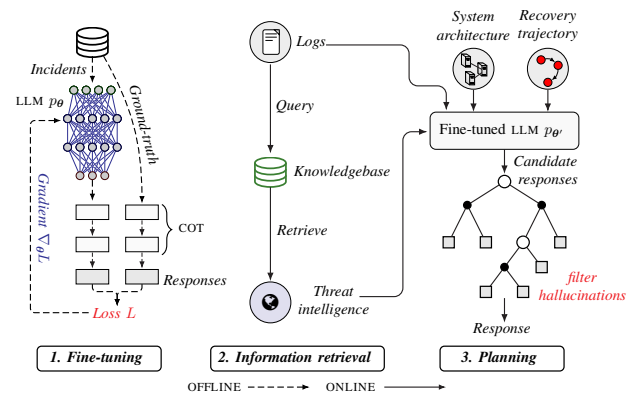 Incidents
LLM pθ
Ground-truth
Gradient ∇θL
COT
Responses
Loss L
1. Fine-tuning
Logs
Query
Knowledgebase
Retrieve
Threat
intelligence
2. Information retrieval
System
architecture
Recovery
trajectory
Fine-tuned LLM pθ′
Candidate
responses
filter
hallucinations
Response
3. Planning
OFFLINE
ONLINE